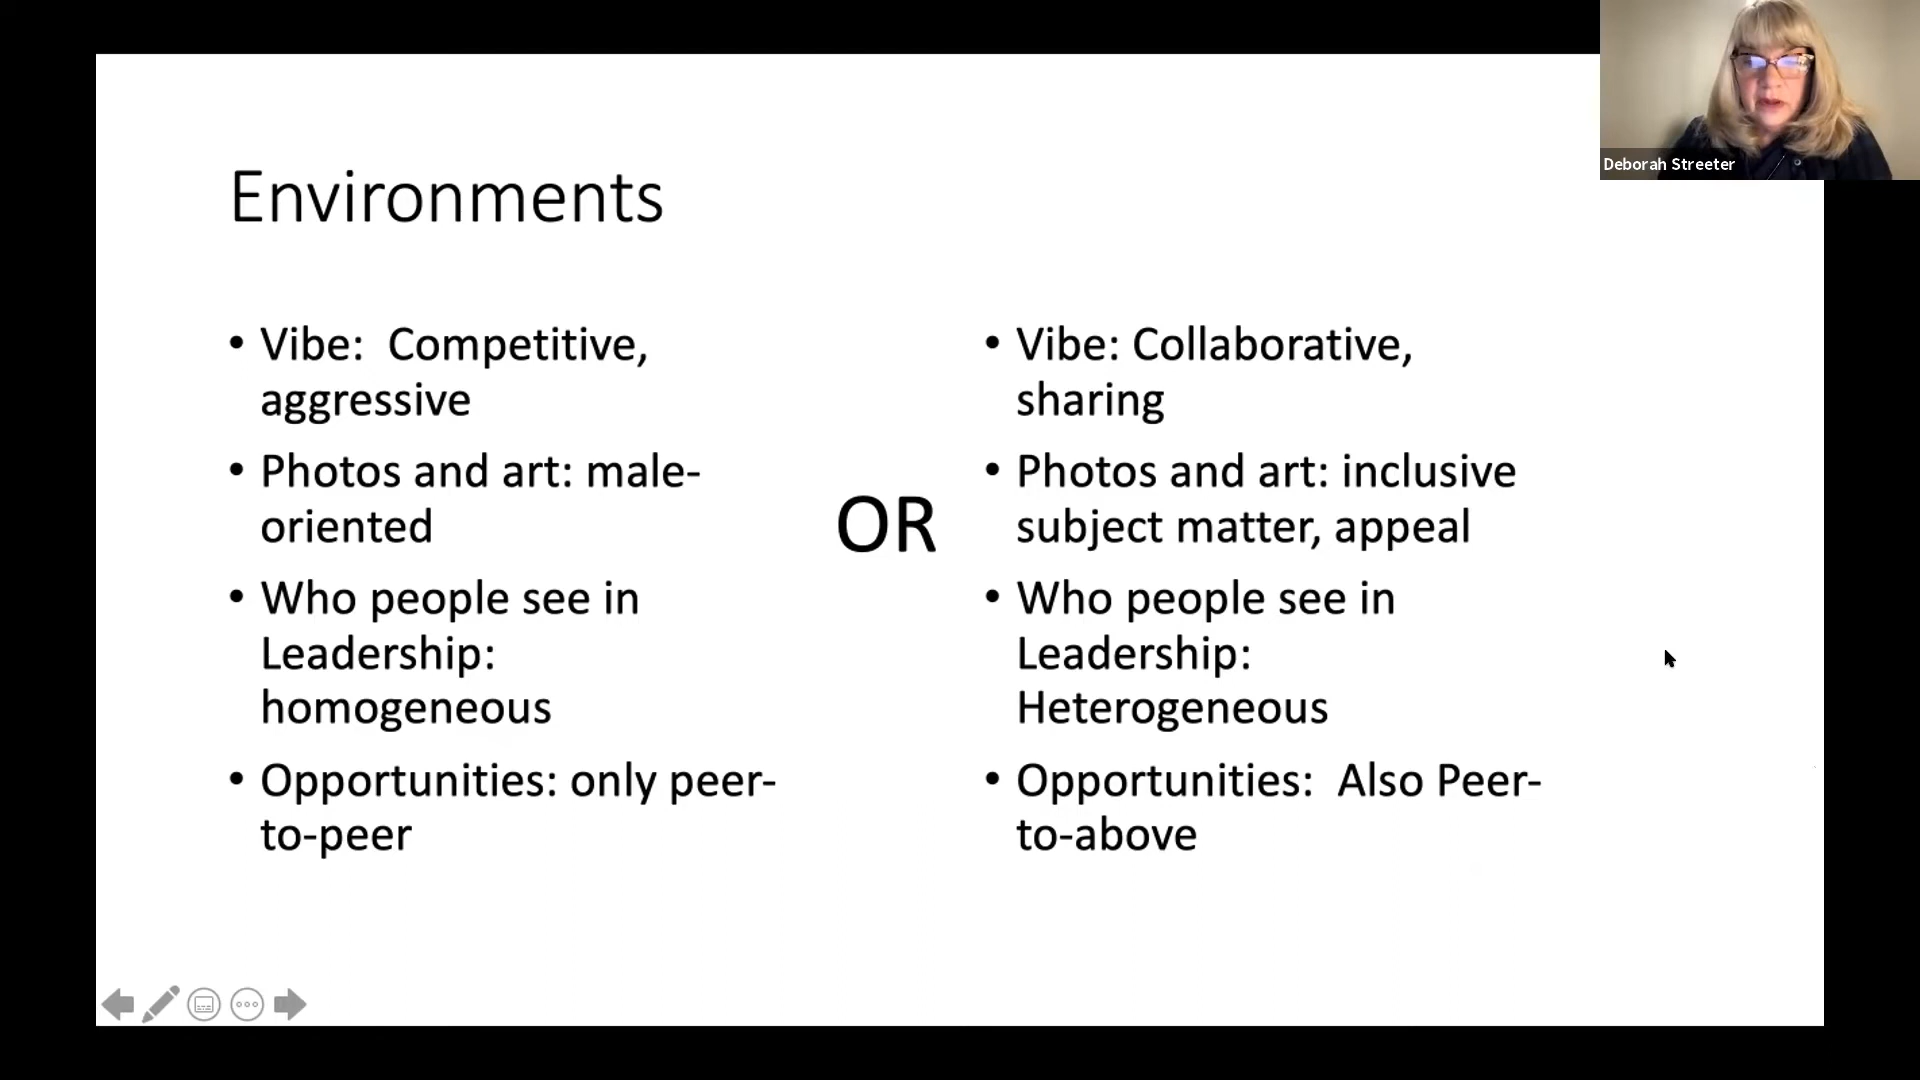 Deborah Streeter
Environments
• Vibe:  Competitive,
aggressive
• Photos and art: male-
oriented
• Who people see in
Leadership:
homogeneous
• Opportunities: only peer-
to-peer
OR
• Vibe: Collaborative,
sharing
• Photos and art: inclusive
subject matter, appeal
• Who people see in
Leadership:
Heterogeneous
• Opportunities:  Also Peer-
to-above